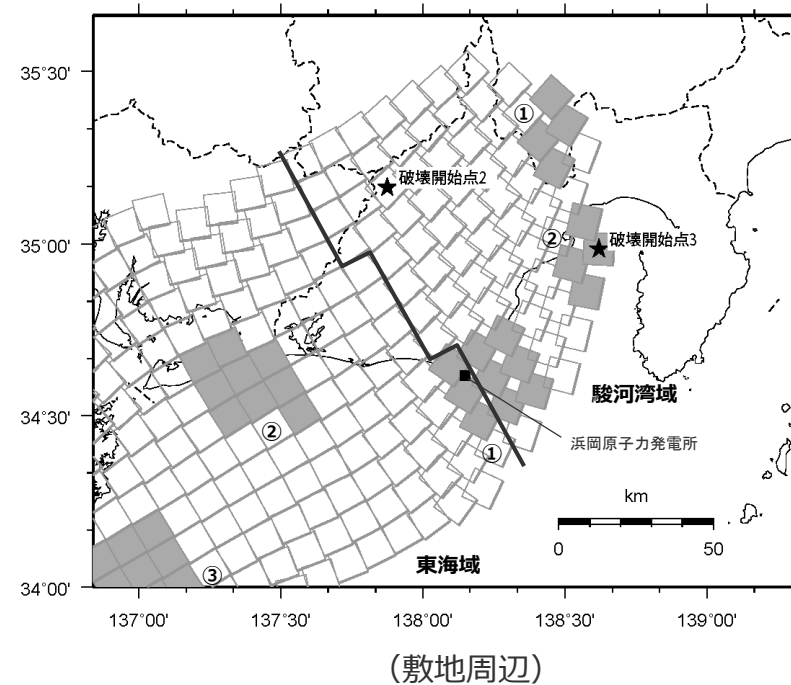 35°30'
①
破壊開始点2
35°00'
②
破壊開始点3
駿河湾域
34°30'
②
浜岡原子力発電所
①
km
0
50
東海域
③
34°00'
137°00'
137°30'
138°00'
138°30'
139°00'
（敷地周辺）